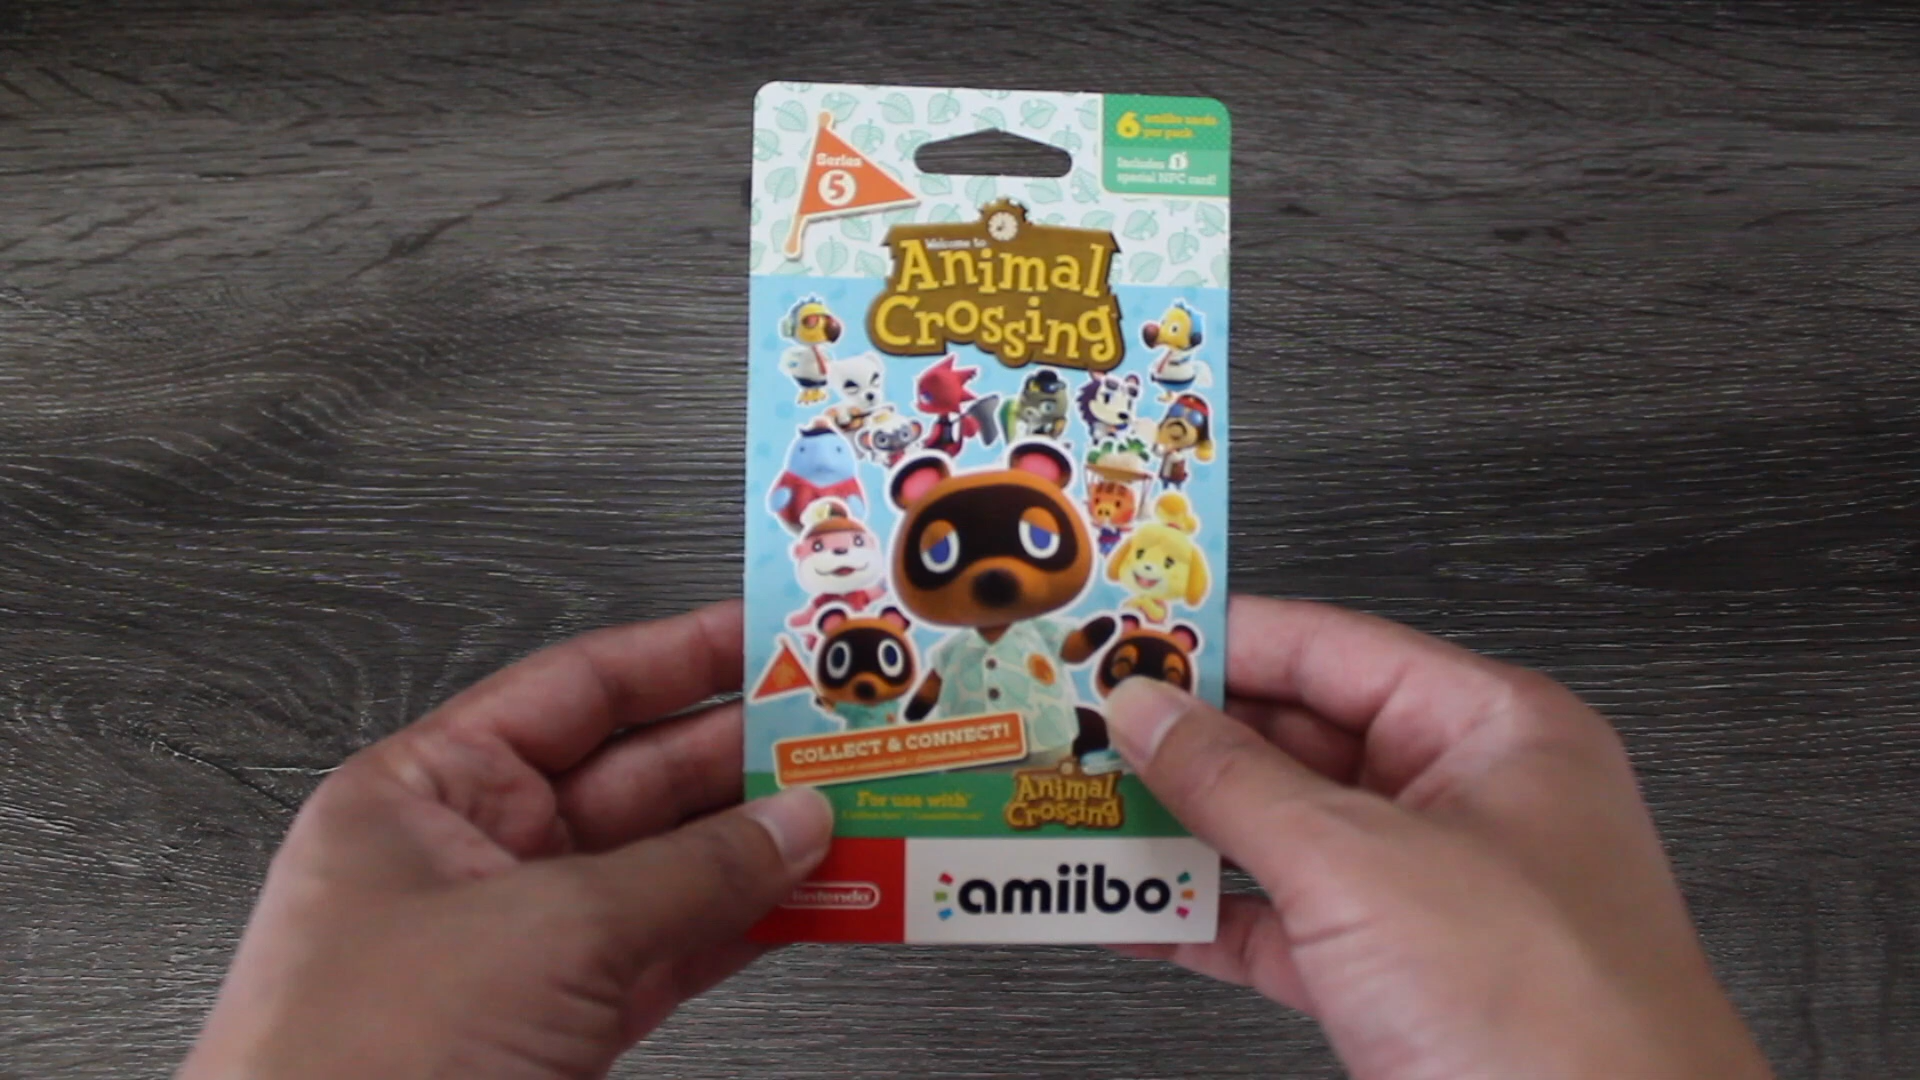 Series
5
6 amiibo cards
per pack
Includes 1
special NFC card!
Welcome to
Animal
Crossing
COLLECT & CONNECT!
For use with
Animal
Crossing
Nintendo
amiibo